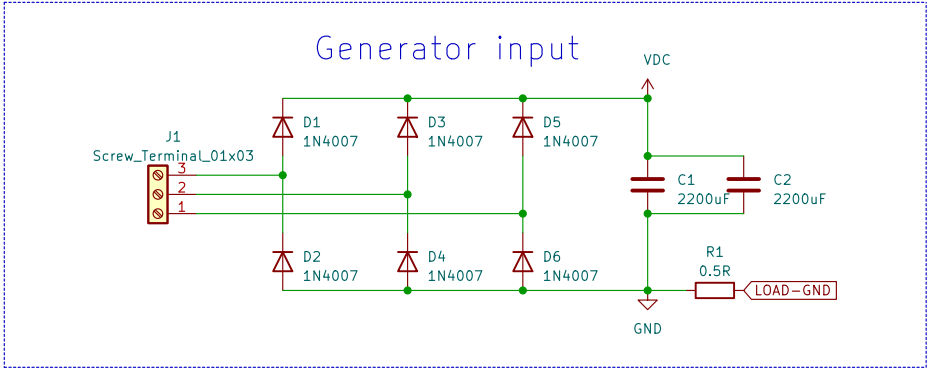 Generator input
VDC
D1
1N4007
D3
1N4007
D5
1N4007
J1
Screw_Terminal_01x03
3
2
1
C1
2200uF
C2
2200uF
D2
1N4007
D4
1N4007
D6
1N4007
R1
0.5R
LOAD-GND
GND